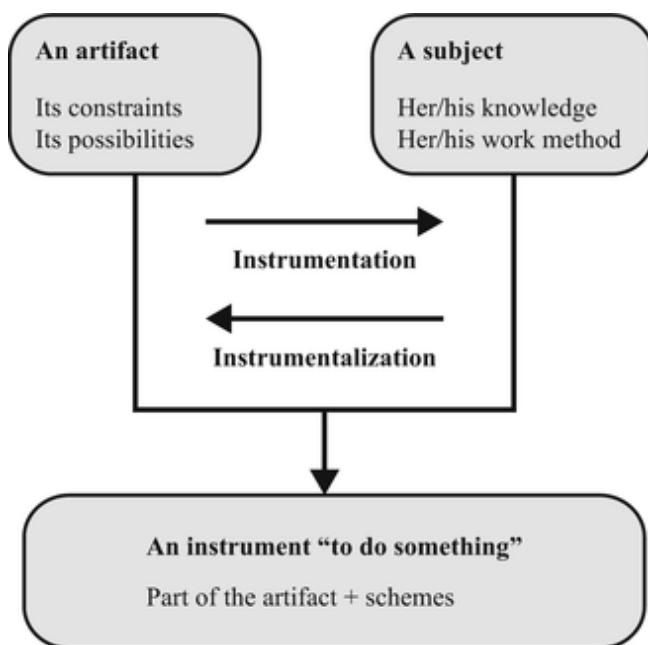 An artifact
Its constraints
Its possibilities
A subject
Her/his knowledge
Her/his work method
Instrumentation
Instrumentalization
An instrument “to do something”
Part of the artifact + schemes